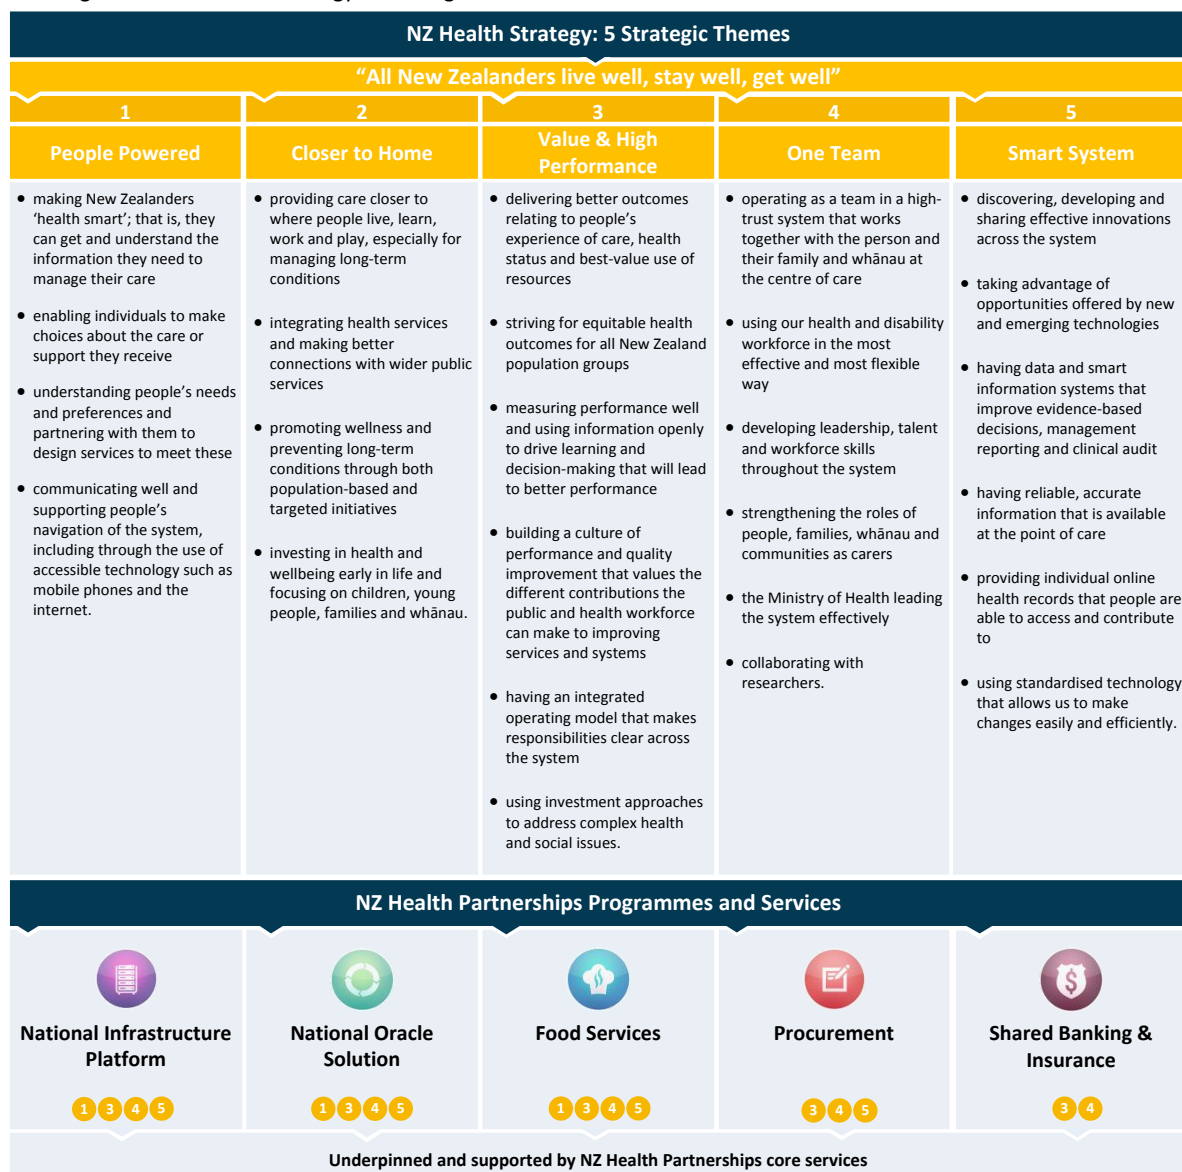 NZ Health Strategy: 5 Strategic Themes
“All New Zealanders live well, stay well, get well”
1
People Powered
• making New Zealanders
‘health smart’; that is, they
can get and understand the
information they need to
manage their care
• enabling individuals to make
choices about the care or
support they receive
• understanding people’s needs
and preferences and
partnering with them to
design services to meet these
• communicating well and
supporting people’s
navigation of the system,
including through the use of
accessible technology such as
mobile phones and the
internet.
2
Closer to Home
• providing care closer to
where people live, learn,
work and play, especially for
managing long-term
conditions
• integrating health services
and making better
connections with wider public
services
• promoting wellness and
preventing long-term
conditions through both
population-based and
targeted initiatives
• investing in health and
wellbeing early in life and
focusing on children, young
people, families and whānau.
3
Value & High
Performance
• delivering better outcomes
relating to people’s
experience of care, health
status and best-value use of
resources
• striving for equitable health
outcomes for all New Zealand
population groups
• measuring performance well
and using information openly
to drive learning and
decision-making that will lead
to better performance
• building a culture of
performance and quality
improvement that values the
different contributions the
public and health workforce
can make to improving
services and systems
• having an integrated
operating model that makes
responsibilities clear across
the system
• using investment approaches
to address complex health
and social issues.
4
One Team
• operating as a team in a high-
trust system that works
together with the person and
their family and whānau at
the centre of care
• using our health and disability
workforce in the most
effective and most flexible
way
• developing leadership, talent
and workforce skills
throughout the system
• strengthening the roles of
people, families, whānau and
communities as carers
• the Ministry of Health leading
the system effectively
• collaborating with
researchers.
5
Smart System
• discovering, developing and
sharing effective innovations
across the system
• taking advantage of
opportunities offered by new
and emerging technologies
• having data and smart
information systems that
improve evidence-based
decisions, management
reporting and clinical audit
• having reliable, accurate
information that is available
at the point of care
• providing individual online
health records that people are
able to access and contribute
to
• using standardised technology
that allows us to make
changes easily and efficiently.
NZ Health Partnerships Programmes and Services
National Infrastructure
Platform
1 3 4 5
National Oracle
Solution
1 3 4 5
Food Services
1 3 4 5
Procurement
3 4 5
$
Shared Banking &
Insurance
3 4
Underpinned and supported by NZ Health Partnerships core services